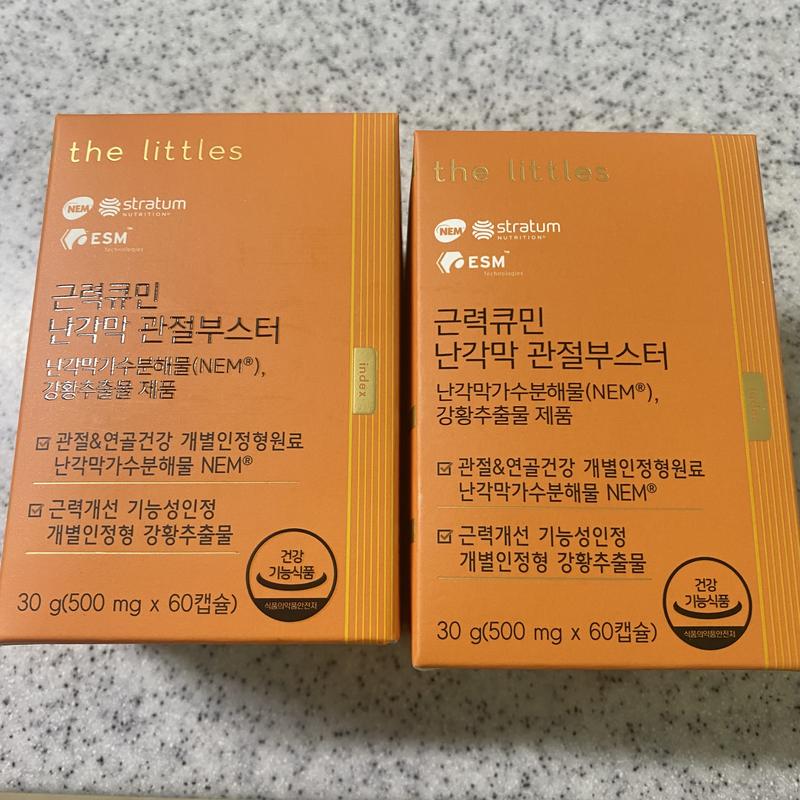 the littles
NEM stratum
NUTRITION®
ESM™
Technologies
근력큐민
난각막 관절부스터
난각막가수분해물(NEM®),
강황추출물 제품
index
관절&연골건강 개별인정형원료
난각막가수분해물 NEM®
근력개선 기능성인정
개별인정형 강황추출물
건강
기능식품
식품의약품안전처
30 g(500 mg x 60캡슐)
the littles
NEM stratum
NUTRITION®
ESM™
Technologies
근력큐민
난각막 관절부스터
난각막가수분해물(NEM®),
강황추출물 제품
index
관절&연골건강 개별인정형원료
난각막가수분해물 NEM®
근력개선 기능성인정
개별인정형 강황추출물
건강
기능식품
식품의약품안전처
30 g(500 mg x 60캡슐)